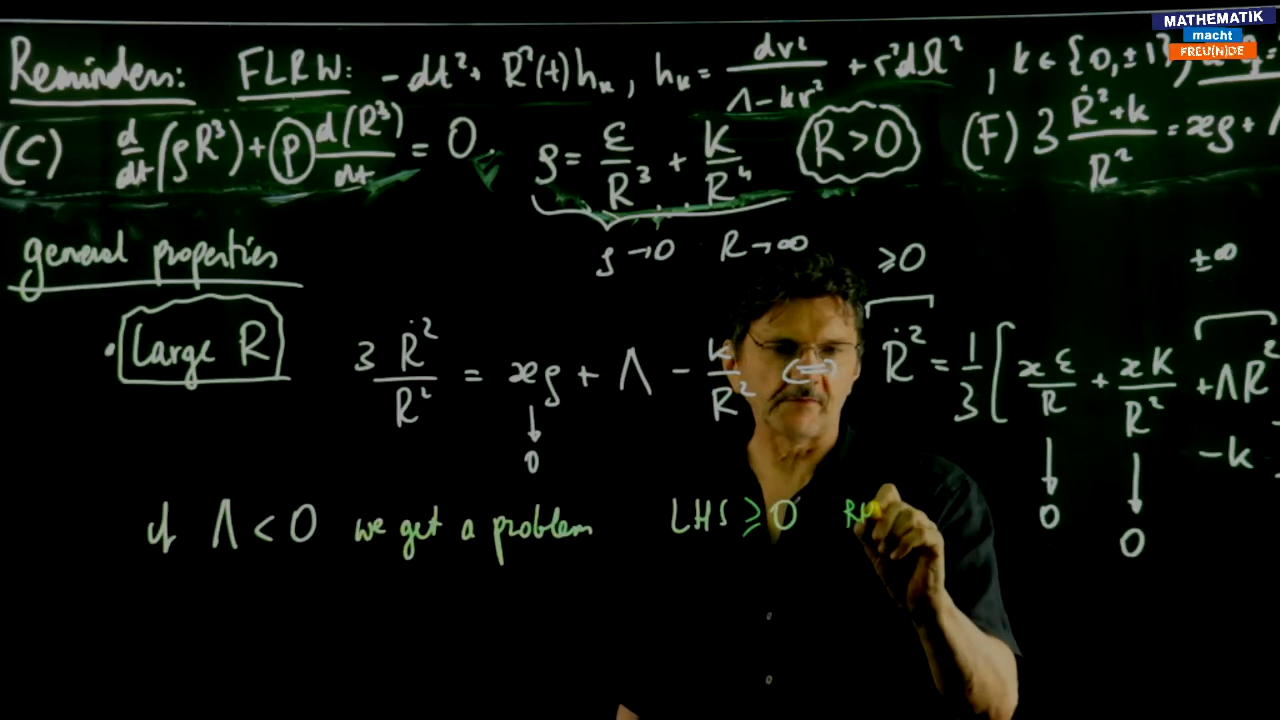 MATHEMATIK
macht
FREU(N)DE
Reminders: FLRW: -dt²+ R²(t)hₖ, hₖ = dr²/(1-kr²) + r²dΩ², k∈{0,±1},
(C) d/dt(ρR³)+ⓟ d(R³)/dt = 0. ρ = ε/R³ + K/R⁴ R>0 (F) 3 (Ṙ²+k)/R² = ϰρ+Λ
ρ→0 R→∞
general properties ≥0 ±∞
• Large R 3 Ṙ²/R² = ϰρ + Λ - k/R² (⇔) Ṙ² = 1/3 [ϰε/R + ϰK/R² + ΛR²
-k
↓ 0 ↓ 0 ↓ 0
if Λ<0 we get a problem LHS ≥ 0